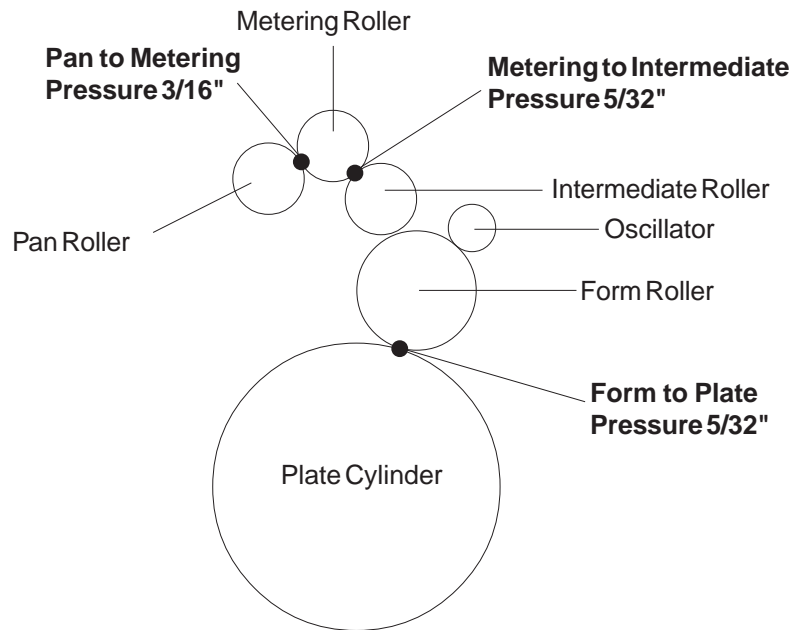 Metering Roller
Pan to Metering
Pressure 3/16"
Metering to Intermediate
Pressure 5/32"
Intermediate Roller
Pan Roller
Oscillator
Form Roller
Form to Plate
Pressure 5/32"
Plate Cylinder